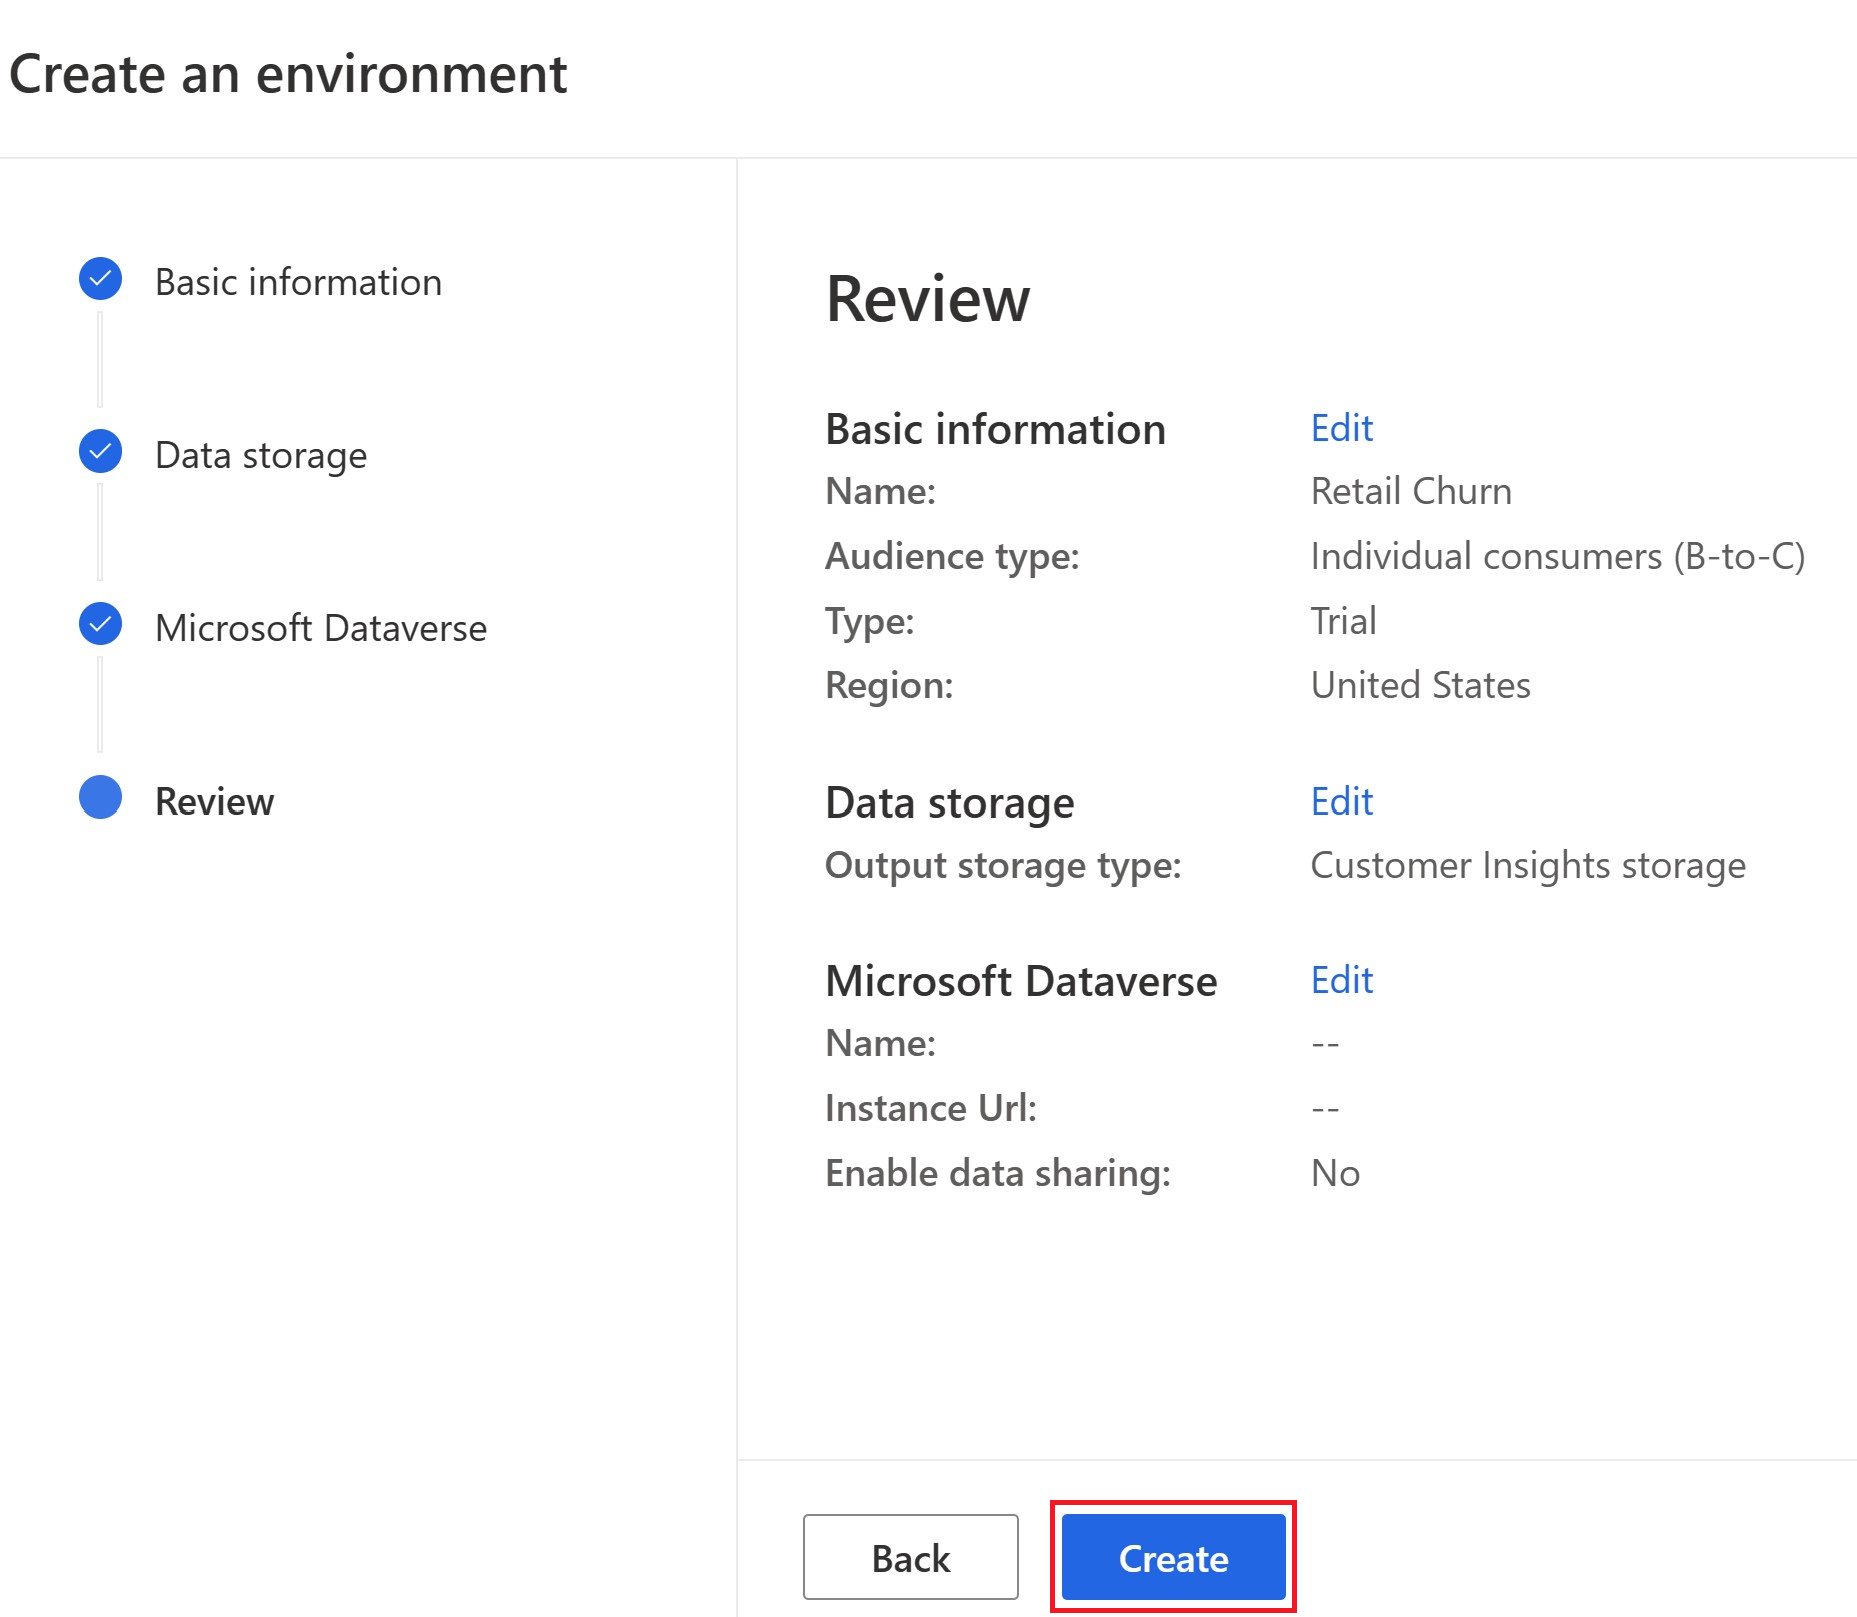 Create an environment
Basic information
Data storage
Microsoft Dataverse
Review
Review
Basic information Edit
Name: Retail Churn
Audience type: Individual consumers (B-to-C)
Type: Trial
Region: United States
Data storage Edit
Output storage type: Customer Insights storage
Microsoft Dataverse Edit
Name: --
Instance Url: --
Enable data sharing: No
Back Create